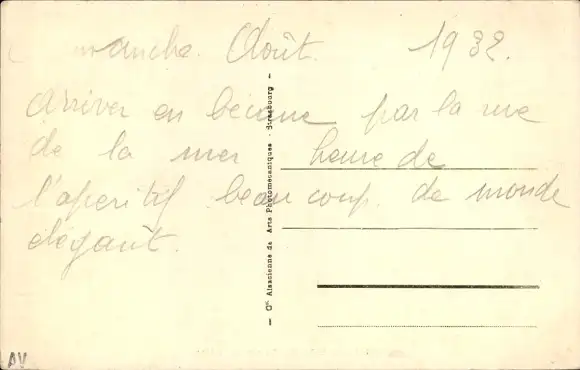 manche. Août. 1932.
arriver en bécane par la rue
de la mer heure de
l'aperitif beaucoup de monde
élégant.
— Cie Alsacienne de Arts Photomécaniques - Strasbourg —
AV